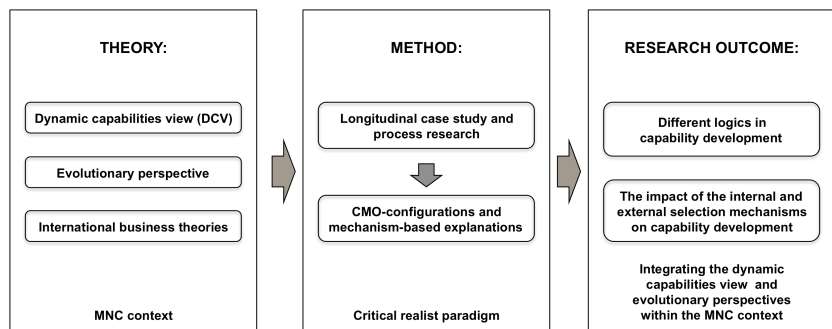 THEORY:
Dynamic capabilities view (DCV)
Evolutionary perspective
International business theories
MNC context
METHOD:
Longitudinal case study and
process research
CMO-configurations and
mechanism-based explanations
Critical realist paradigm
RESEARCH OUTCOME:
Different logics in
capability development
The impact of the internal and
external selection mechanisms
on capability development
Integrating the dynamic
capabilities view and
evolutionary perspectives
within the MNC context